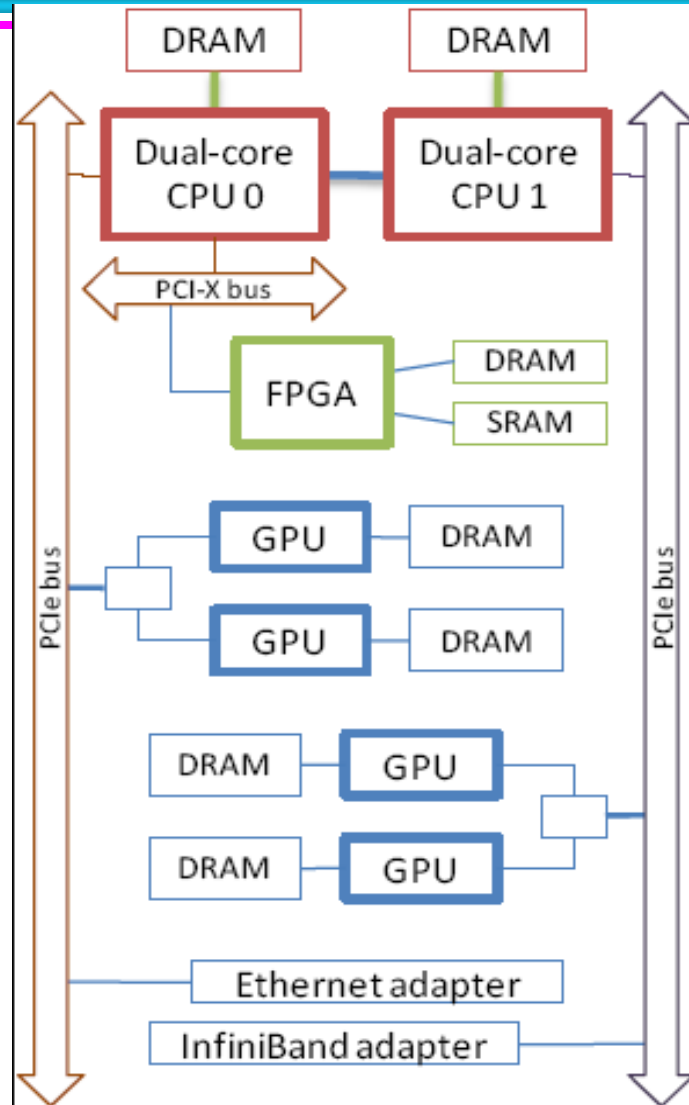 DRAM
DRAM
Dual-core
CPU 0
Dual-core
CPU 1
PCI-X bus
FPGA
DRAM
SRAM
GPU
DRAM
PCIe bus
PCIe bus
GPU
DRAM
DRAM
GPU
DRAM
GPU
Ethernet adapter
InfiniBand adapter